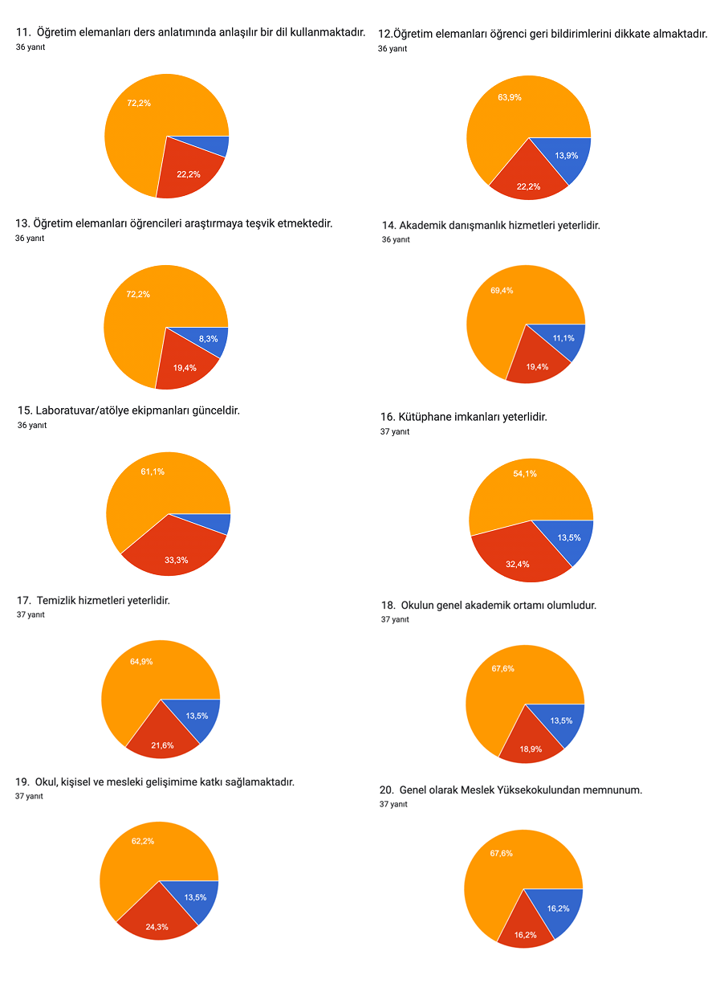 11.  Öğretim elemanları ders anlatımında anlaşılır bir dil kullanmaktadır.
36 yanıt
72,2%
22,2%
12.Öğretim elemanları öğrenci geri bildirimlerini dikkate almaktadır.
36 yanıt
63,9%
13,9%
22,2%
13. Öğretim elemanları öğrencileri araştırmaya teşvik etmektedir.
36 yanıt
72,2%
8,3%
19,4%
14. Akademik danışmanlık hizmetleri yeterlidir.
36 yanıt
69,4%
11,1%
19,4%
15. Laboratuvar/atölye ekipmanları günceldir.
36 yanıt
61,1%
33,3%
16. Kütüphane imkanları yeterlidir.
37 yanıt
54,1%
13,5%
32,4%
17.  Temizlik hizmetleri yeterlidir.
37 yanıt
64,9%
13,5%
21,6%
18.  Okulun genel akademik ortamı olumludur.
37 yanıt
67,6%
13,5%
18,9%
19.  Okul, kişisel ve mesleki gelişimime katkı sağlamaktadır.
37 yanıt
62,2%
13,5%
24,3%
20.  Genel olarak Meslek Yüksekokulundan memnunum.
37 yanıt
67,6%
16,2%
16,2%